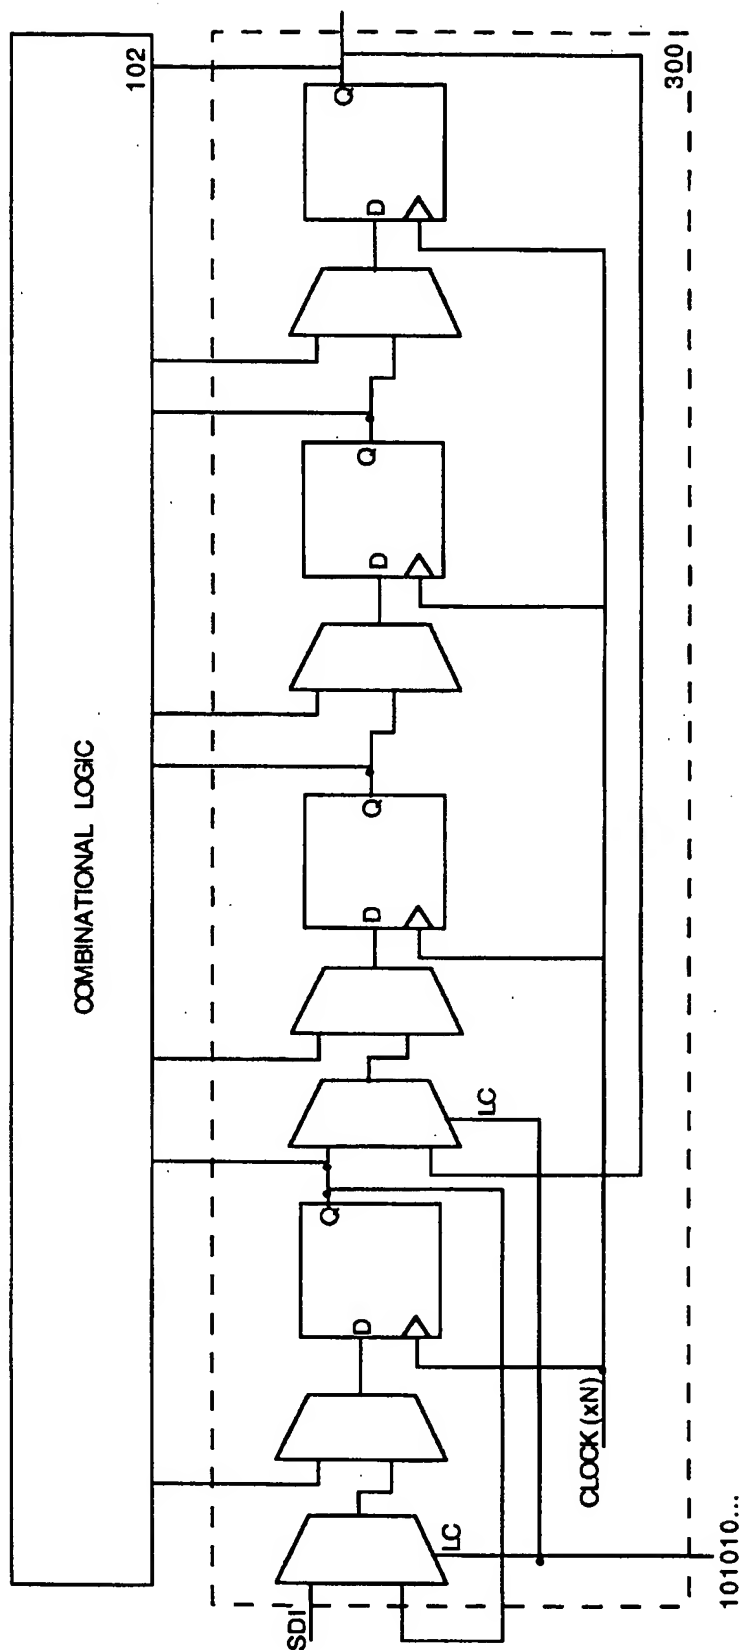 COMBINATIONAL LOGIC
102
SDI
LC
D
Q
LC
D
Q
D
Q
D
Q
CLOCK (xN)
101010...
300